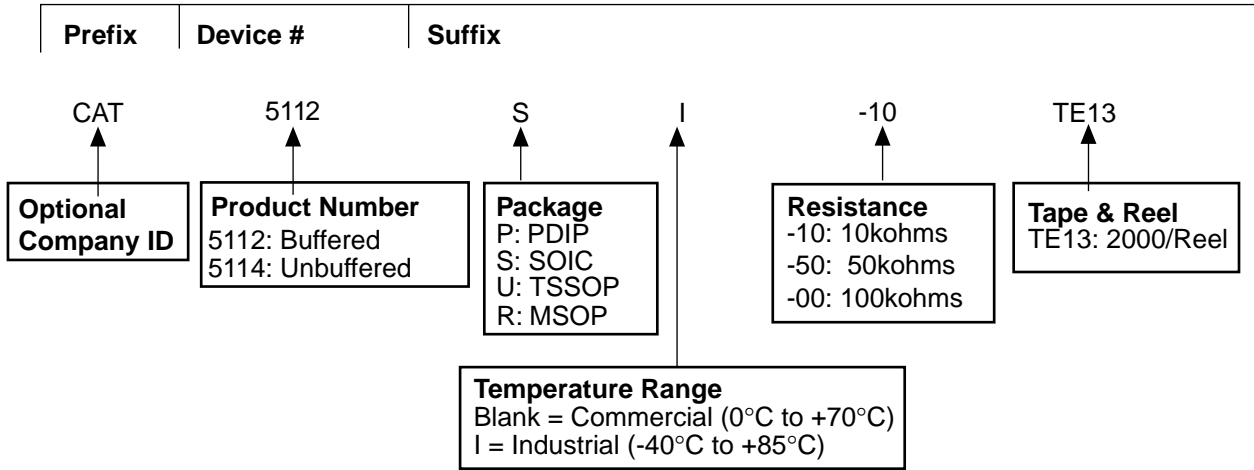 Prefix Device # Suffix
CAT 5112 S I -10 TE13
Optional
Company ID
Product Number
5112: Buffered
5114: Unbuffered
Package
P: PDIP
S: SOIC
U: TSSOP
R: MSOP
Resistance
-10: 10kohms
-50: 50kohms
-00: 100kohms
Tape & Reel
TE13: 2000/Reel
Temperature Range
Blank = Commercial (0°C to +70°C)
I = Industrial (-40°C to +85°C)